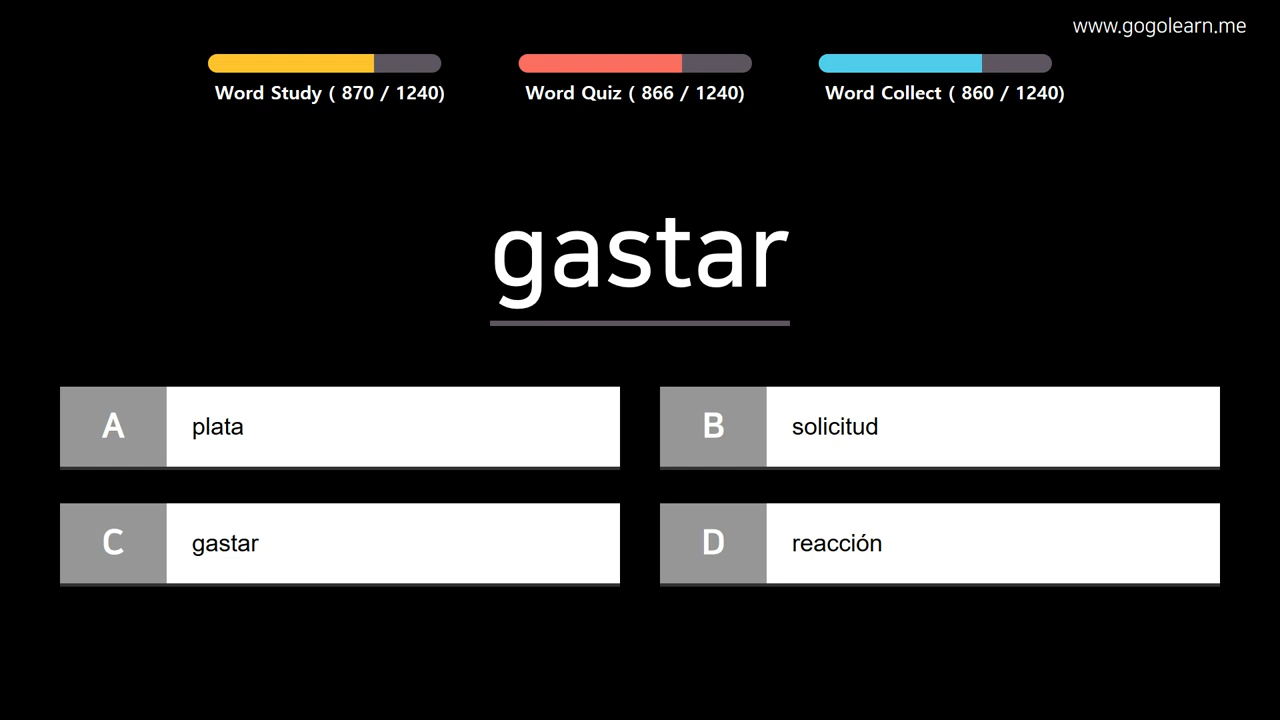 www.gogolearn.me
Word Study ( 870 / 1240)
Word Quiz ( 866 / 1240)
Word Collect ( 860 / 1240)
gastar
A plata
B solicitud
C gastar
D reacción